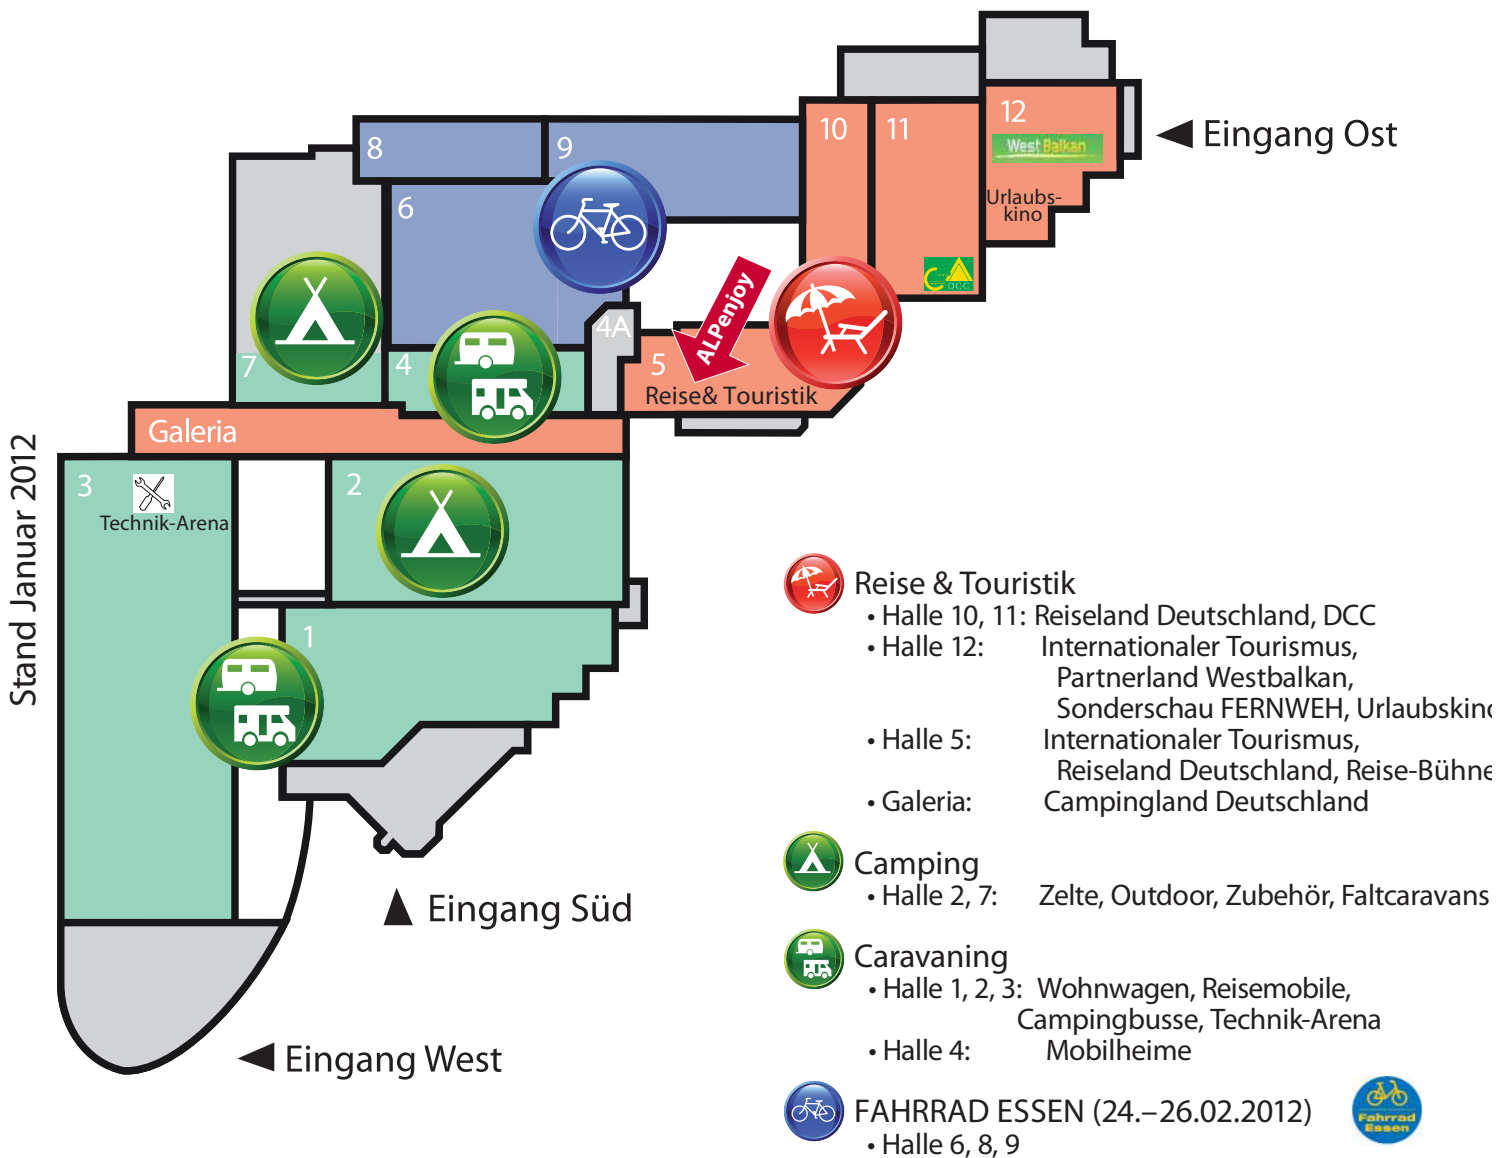 8
9
10
11
12
West Balkan
Eingang Ost
6
Urlaubs-
kino
DCC
ALPenjoy
4A
7
4
5
Reise& Touristik
Galeria
Stand Januar 2012
3
2
Technik-Arena
1
Eingang Süd
Eingang West
Reise & Touristik
• Halle 10, 11: Reiseland Deutschland, DCC
• Halle 12: Internationaler Tourismus,
Partnerland Westbalkan,
Sonderschau FERNWEH, Urlaubskino
• Halle 5: Internationaler Tourismus,
Reiseland Deutschland, Reise-Bühne
• Galeria: Campingland Deutschland
Camping
• Halle 2, 7: Zelte, Outdoor, Zubehör, Faltcaravans
Caravaning
• Halle 1, 2, 3: Wohnwagen, Reisemobile,
Campingbusse, Technik-Arena
• Halle 4: Mobilheime
FAHRRAD ESSEN (24.–26.02.2012)
• Halle 6, 8, 9
Fahrrad
Essen